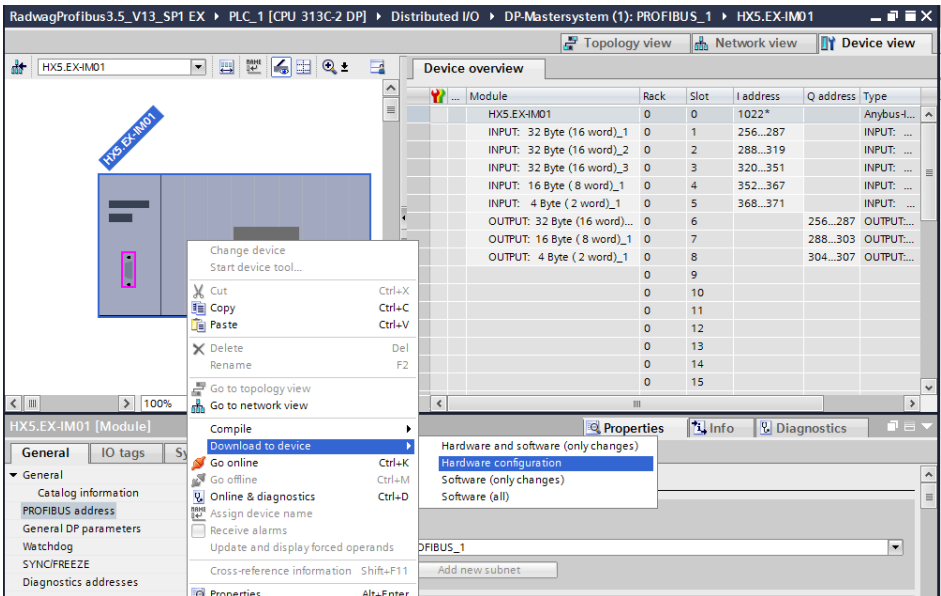 RadwagProfibus3.5_V13_SP1 EX ▸ PLC_1 [CPU 313C-2 DP] ▸ Distributed I/O ▸ DP-Mastersystem (1): PROFIBUS_1 ▸ HX5.EX-IM01
Topology view Network view Device view
HX5.EX-IM01
Device overview
... Module Rack Slot I address Q address Type
HX5.EX-IM01 0 0 1022* Anybus-I...
INPUT: 32 Byte (16 word)_1 0 1 256...287 INPUT: ...
INPUT: 32 Byte (16 word)_2 0 2 288...319 INPUT: ...
INPUT: 32 Byte (16 word)_3 0 3 320...351 INPUT: ...
INPUT: 16 Byte ( 8 word)_1 0 4 352...367 INPUT: ...
INPUT: 4 Byte ( 2 word)_1 0 5 368...371 INPUT: ...
OUTPUT: 32 Byte (16 word)... 0 6 256...287 OUTPUT:...
OUTPUT: 16 Byte ( 8 word)_1 0 7 288...303 OUTPUT:...
OUTPUT: 4 Byte ( 2 word)_1 0 8 304...307 OUTPUT:...
0 9
0 10
0 11
0 12
0 13
0 14
0 15
HX5.EX-IM01
100%
Change device
Start device tool...
Cut Ctrl+X
Copy Ctrl+C
Paste Ctrl+V
Delete Del
Rename F2
Go to topology view
Go to network view
Compile
Download to device
Go online Ctrl+K
Go offline Ctrl+M
Online & diagnostics Ctrl+D
Assign device name
Receive alarms
Update and display forced operands
Cross-reference information Shift+F11
Properties Alt+Enter
Hardware and software (only changes)
Hardware configuration
Software (only changes)
Software (all)
HX5.EX-IM01 [Module]
Properties Info Diagnostics
General IO tags Sy
General
Catalog information
PROFIBUS address
General DP parameters
Watchdog
SYNC/FREEZE
Diagnostics addresses
OFIBUS_1
Add new subnet